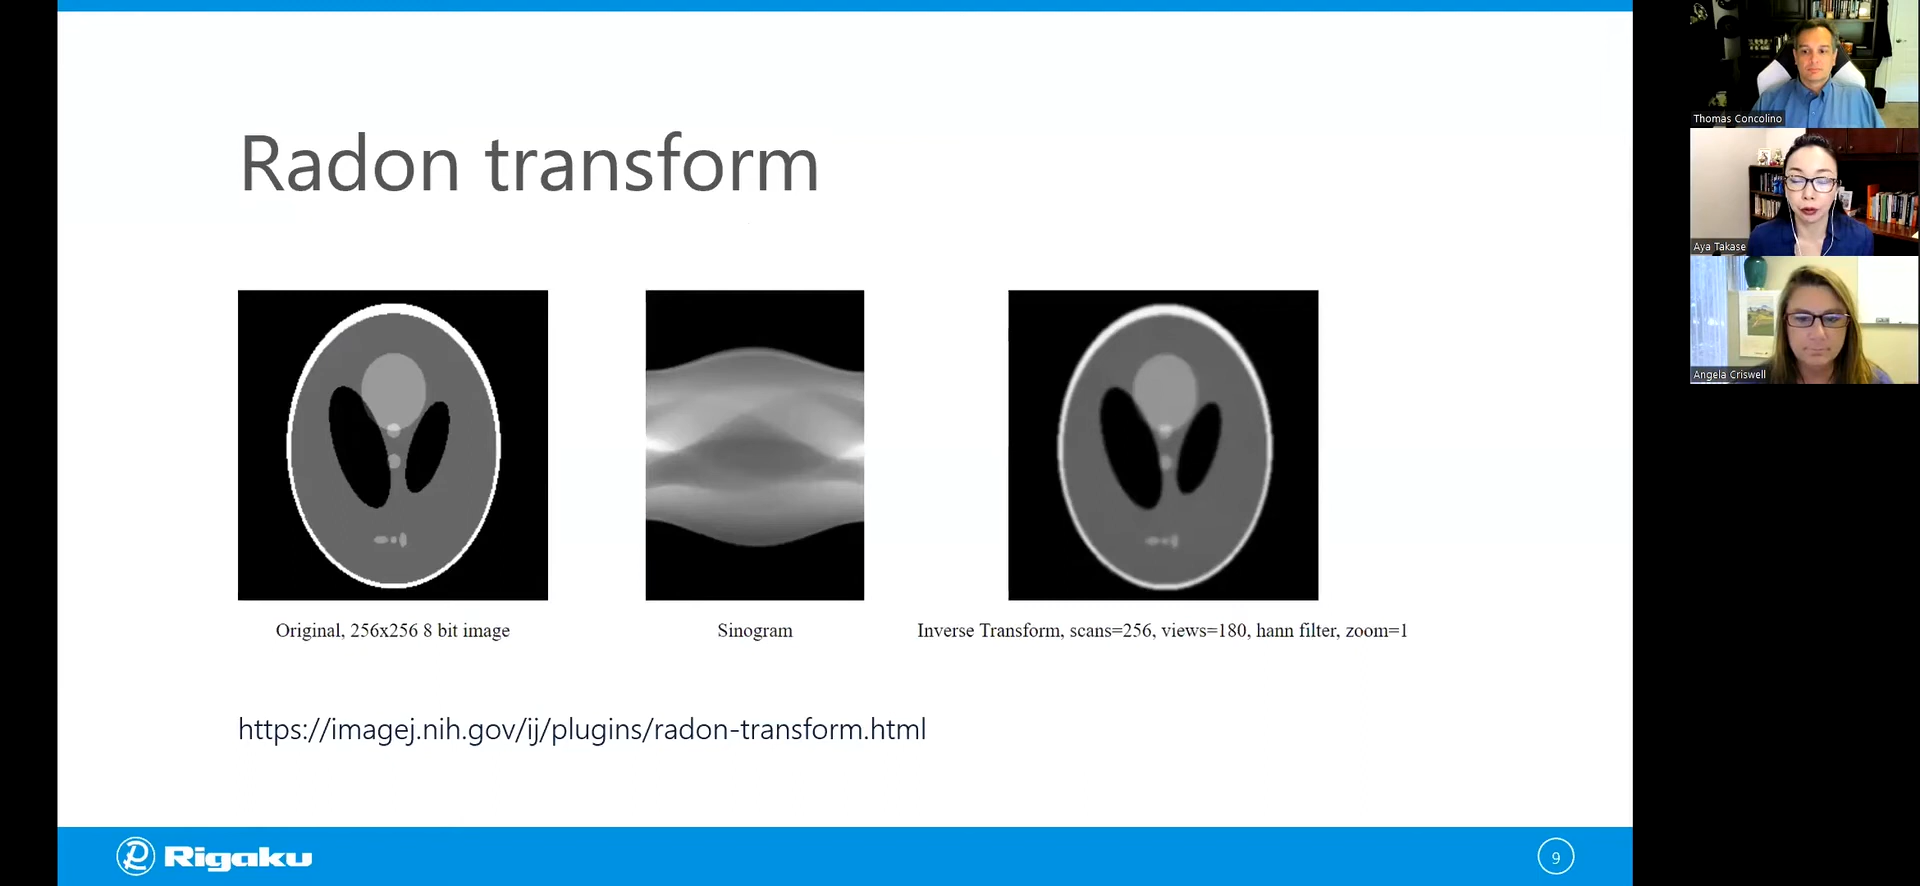 Radon transform
Original, 256x256 8 bit image
Sinogram
Inverse Transform, scans=256, views=180, hann filter, zoom=1
https://imagej.nih.gov/ij/plugins/radon-transform.html
Rigaku
9
Thomas Concolino
Aya Takase
Angela Criswell